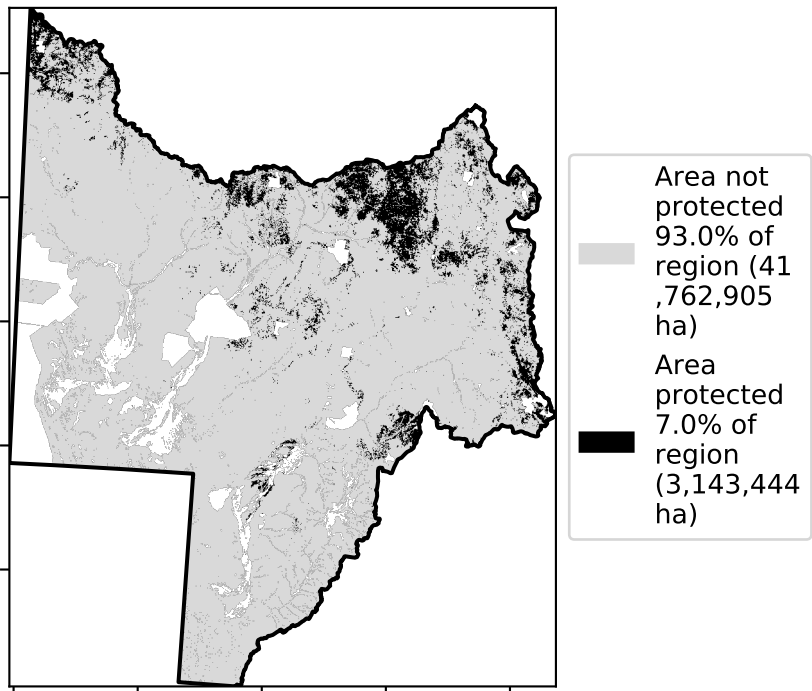 Area not
protected
93.0% of
region (41
,762,905
ha)
Area
protected
7.0% of
region
(3,143,444
ha)